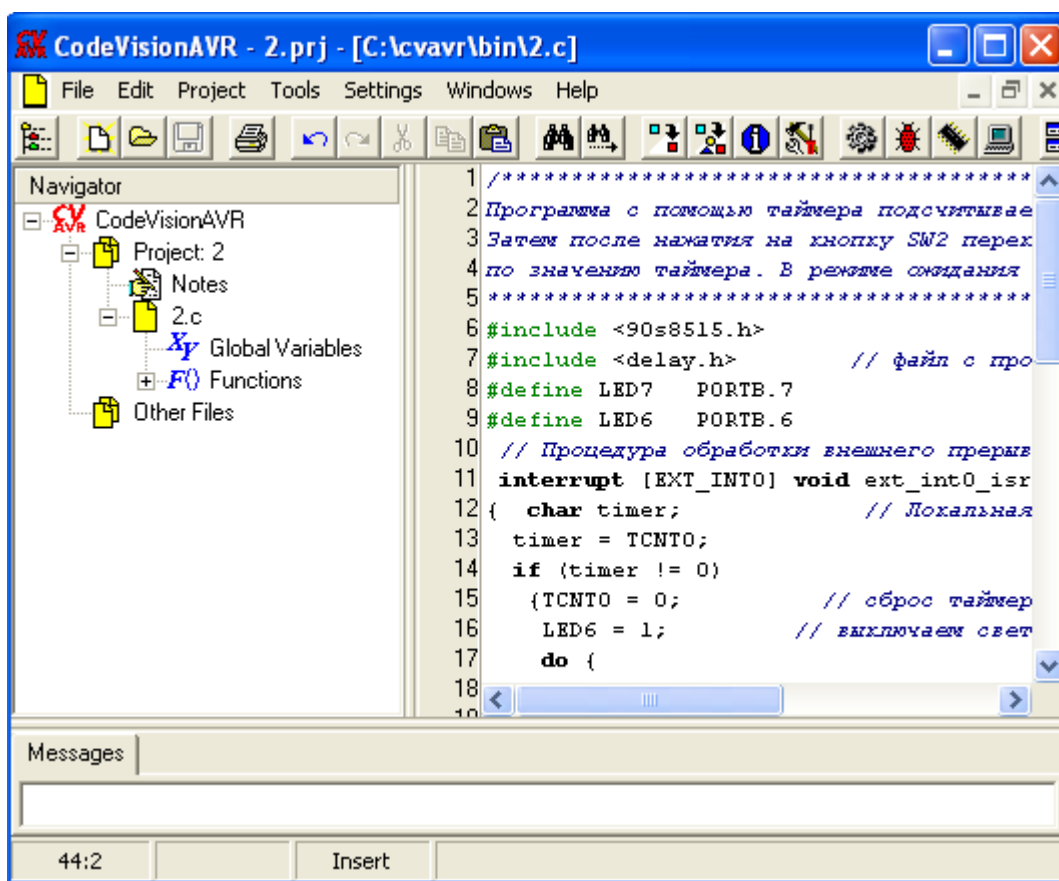 CodeVisionAVR - 2.prj - [C:\cvavr\bin\2.c]
File Edit Project Tools Settings Windows Help
Navigator
CodeVisionAVR
Project: 2
Notes
2.c
Global Variables
Functions
Other Files
1 /***************************************
2 Программа с помощью таймера подсчитывае
3 Затем после нажатия на кнопку SW2 перех
4 по значению таймера. В режиме ожидания
5 ***************************************
6 #include <90s8515.h>
7 #include <delay.h> // файл с про
8 #define LED7 PORTB.7
9 #define LED6 PORTB.6
10 // Процедура обработки внешнего прерыв
11 interrupt [EXT_INT0] void ext_int0_isr
12 { char timer; // Локальная
13 timer = TCNT0;
14 if (timer != 0)
15 {TCNT0 = 0; // сброс таймер
16 LED6 = 1; // выключаем свет
17 do {
18
Messages
44:2 Insert